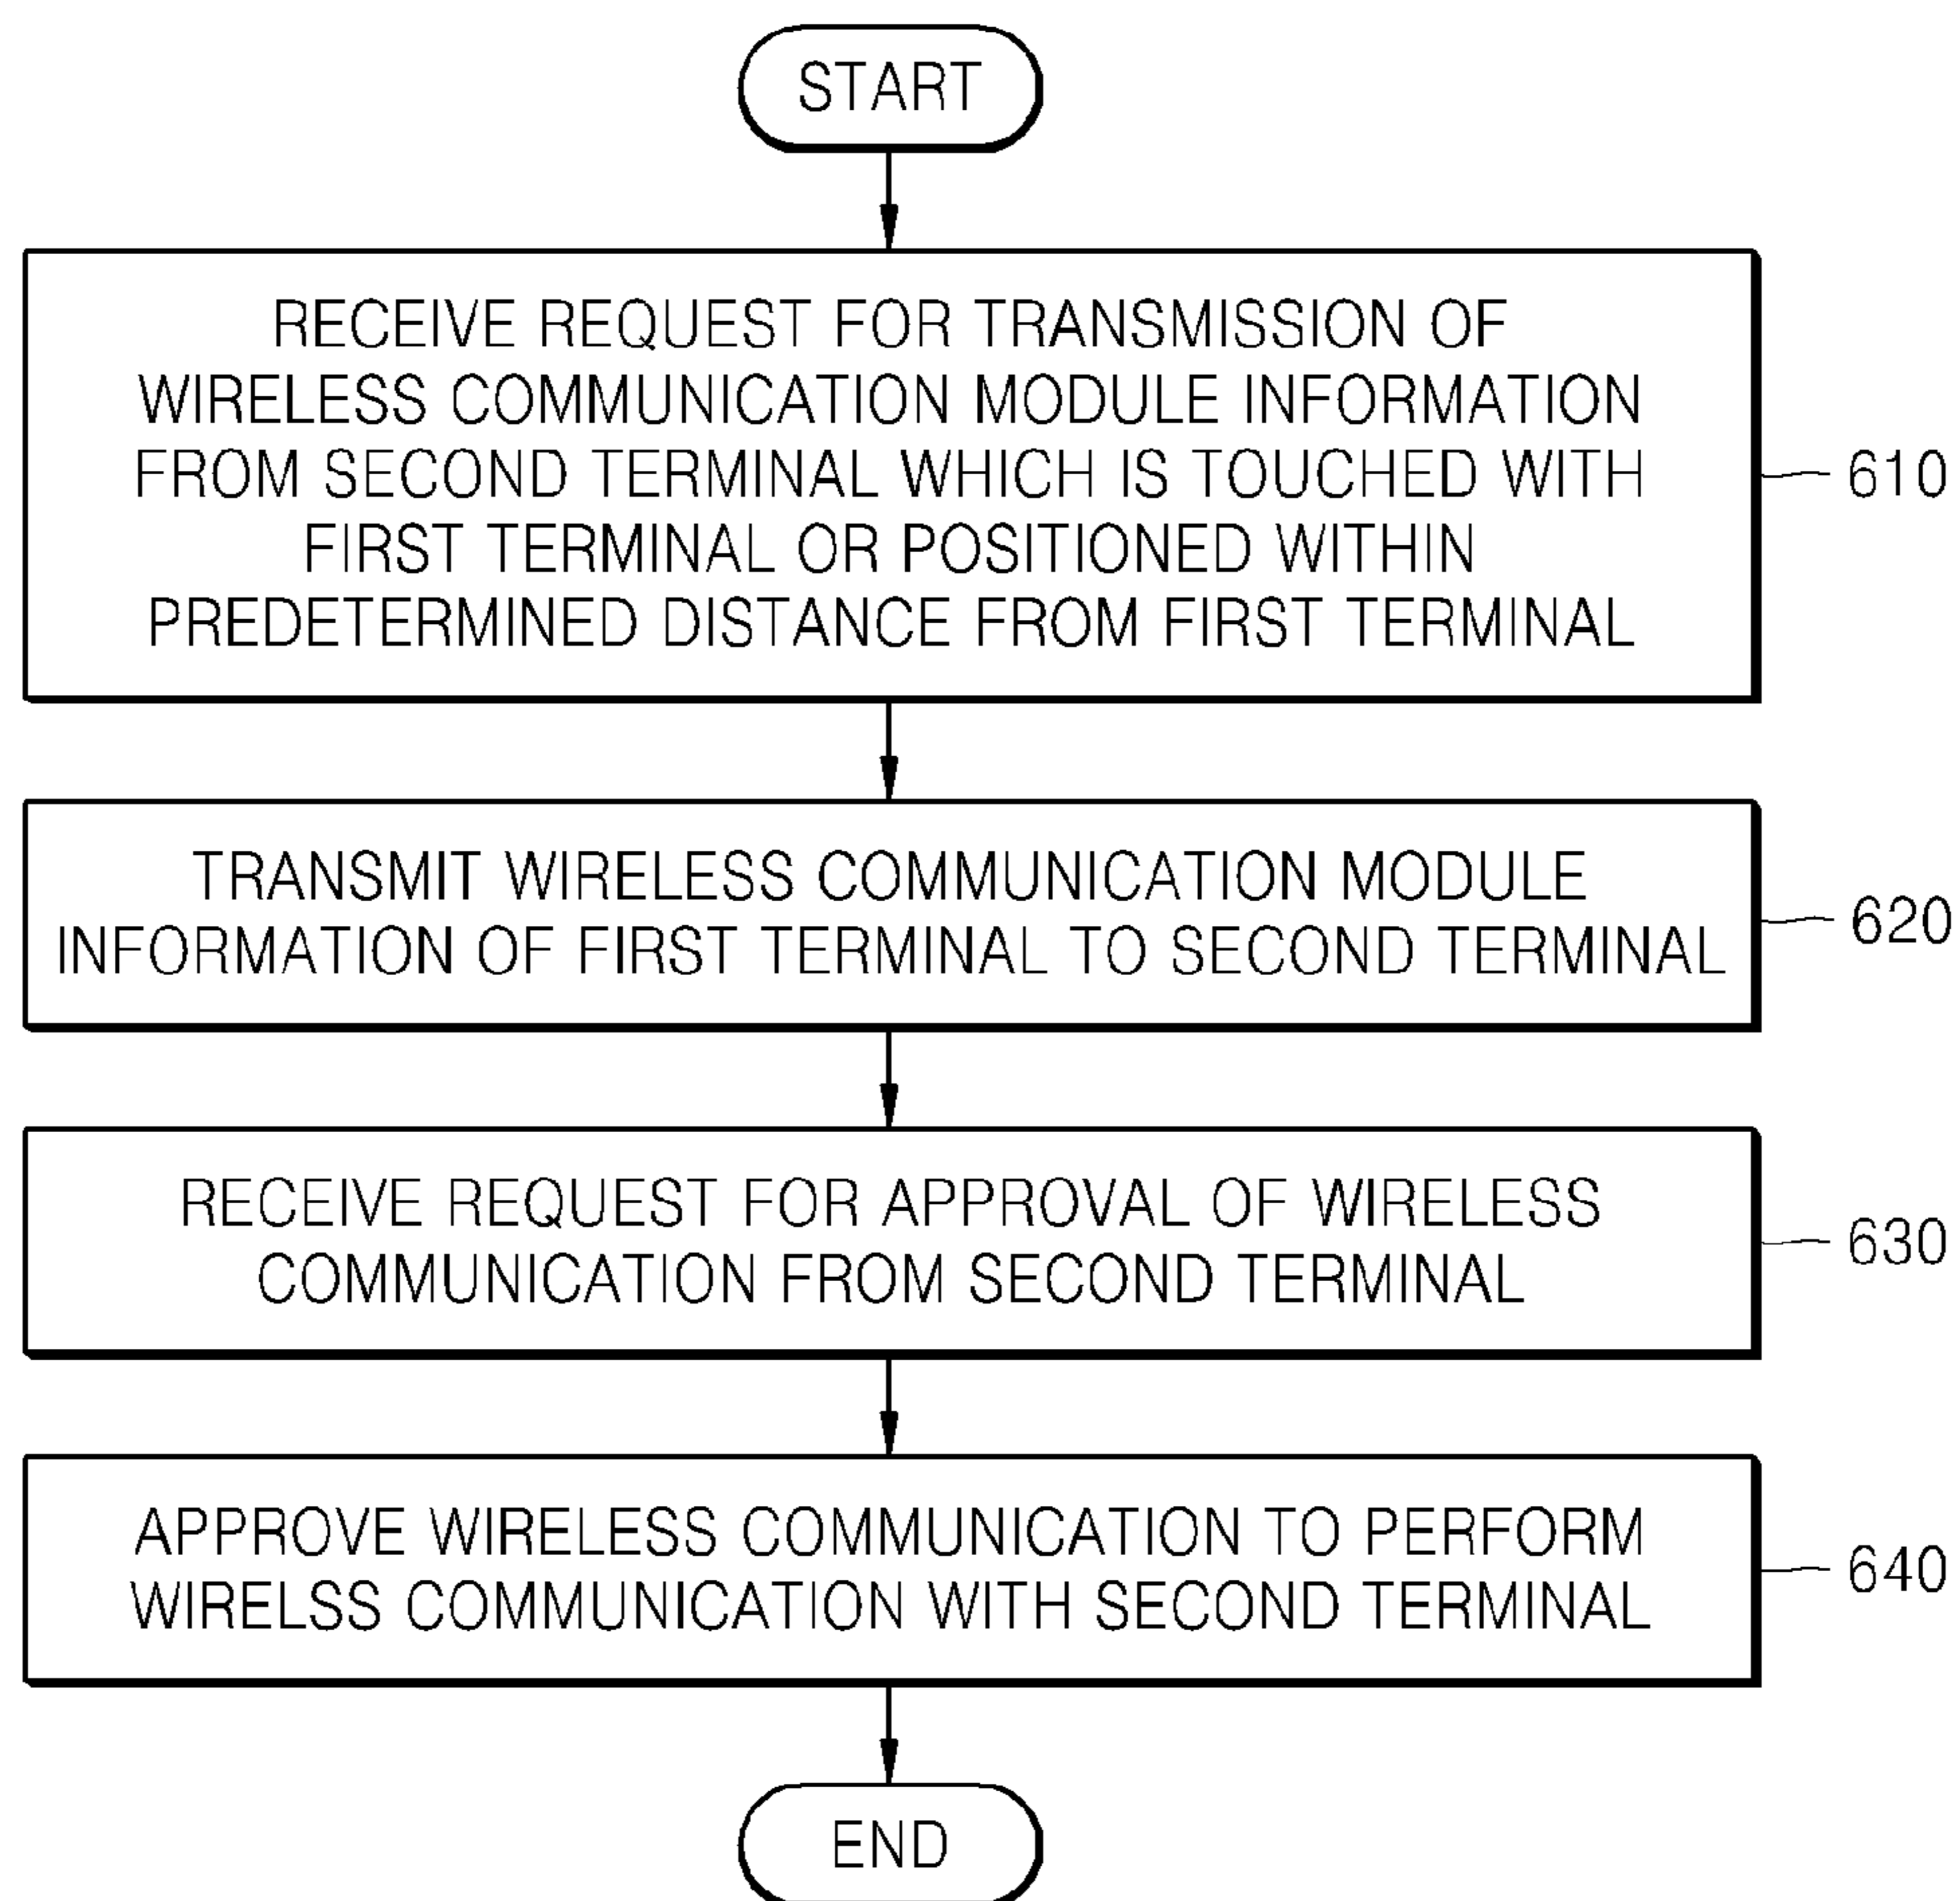 START
RECEIVE REQUEST FOR TRANSMISSION OF
WIRELESS COMMUNICATION MODULE INFORMATION
FROM SECOND TERMINAL WHICH IS TOUCHED WITH
FIRST TERMINAL OR POSITIONED WITHIN
PREDETERMINED DISTANCE FROM FIRST TERMINAL
610
TRANSMIT WIRELESS COMMUNICATION MODULE
INFORMATION OF FIRST TERMINAL TO SECOND TERMINAL
620
RECEIVE REQUEST FOR APPROVAL OF WIRELESS
COMMUNICATION FROM SECOND TERMINAL
630
APPROVE WIRELESS COMMUNICATION TO PERFORM
WIRELSS COMMUNICATION WITH SECOND TERMINAL
640
END